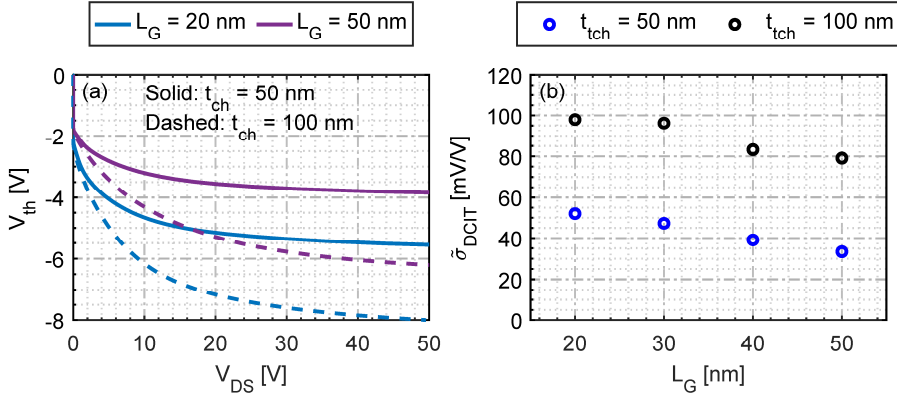 L_G = 20 nm L_G = 50 nm
t_tch = 50 nm t_tch = 100 nm
(a) Solid: t_ch = 50 nm
Dashed: t_ch = 100 nm
0
-2
-4
-6
-8
V_th [V]
0 10 20 30 40 50
V_DS [V]
(b)
120
100
80
60
40
20
0
σ̃_DCIT [mV/V]
20 30 40 50
L_G [nm]